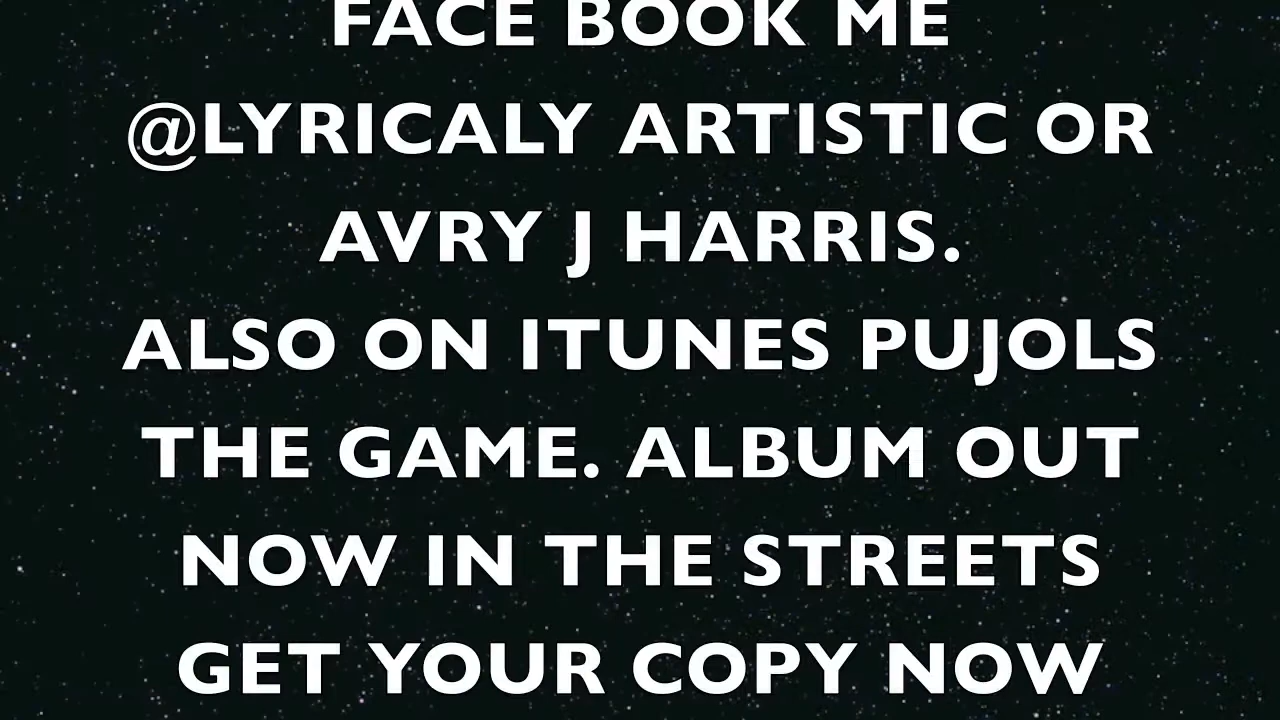 FACE BOOK ME
@LYRICALY ARTISTIC OR
AVRY J HARRIS.
ALSO ON ITUNES PUJOLS
THE GAME. ALBUM OUT
NOW IN THE STREETS
GET YOUR COPY NOW